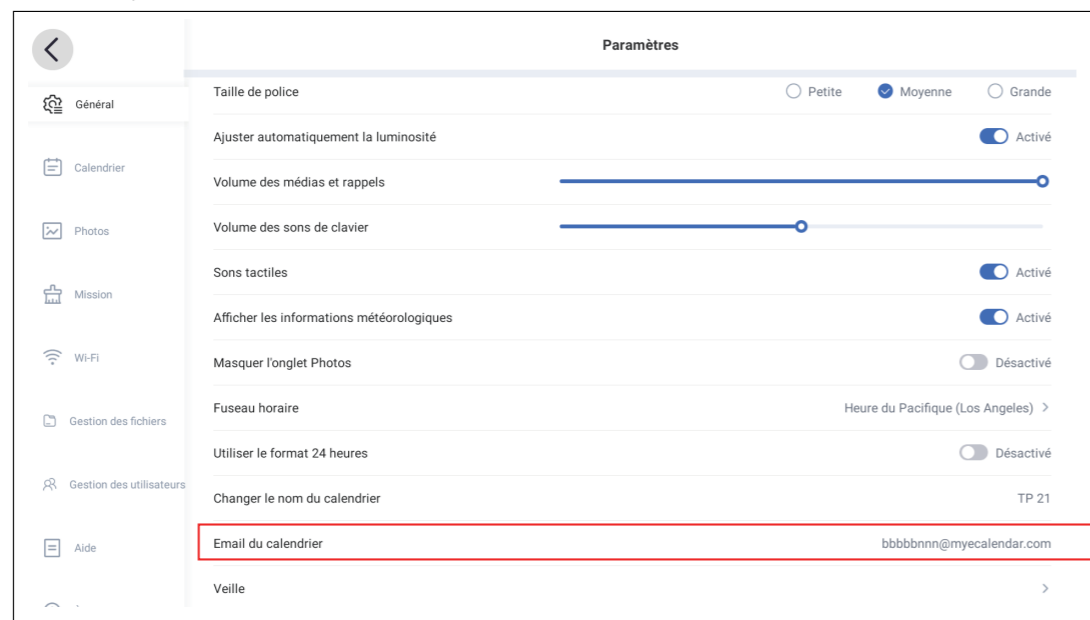 Paramètres
Général
Calendrier
Photos
Mission
Wi-Fi
Gestion des fichiers
Gestion des utilisateurs
Aide
Taille de police Petite Moyenne Grande
Ajuster automatiquement la luminosité Activé
Volume des médias et rappels
Volume des sons de clavier
Sons tactiles Activé
Afficher les informations météorologiques Activé
Masquer l'onglet Photos Désactivé
Fuseau horaire Heure du Pacifique (Los Angeles) >
Utiliser le format 24 heures Désactivé
Changer le nom du calendrier TP 21
Email du calendrier bbbbbnnn@myecalendar.com
Veille >